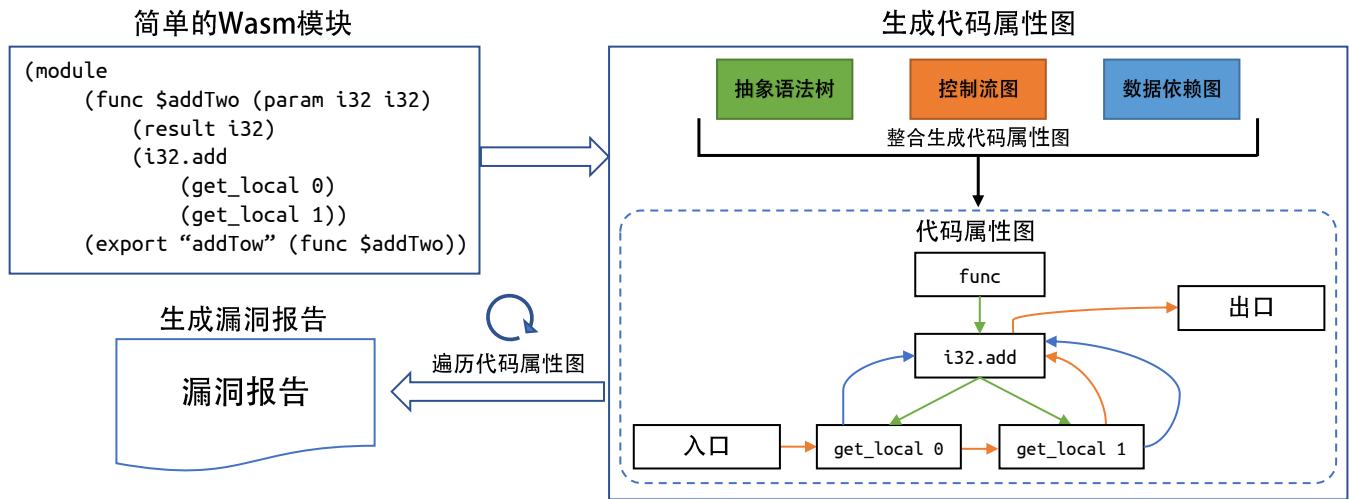 简单的Wasm模块
(module
(func $addTwo (param i32 i32)
(result i32)
(i32.add
(get_local 0)
(get_local 1))
(export “addTow” (func $addTwo))
生成代码属性图
抽象语法树
控制流图
数据依赖图
整合生成代码属性图
代码属性图
func
出口
i32.add
入口
get_local 0
get_local 1
遍历代码属性图
生成漏洞报告
漏洞报告